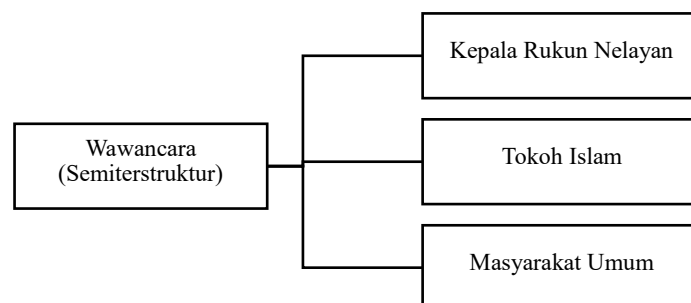 Wawancara
(Semiterstruktur)
Kepala Rukun Nelayan
Tokoh Islam
Masyarakat Umum